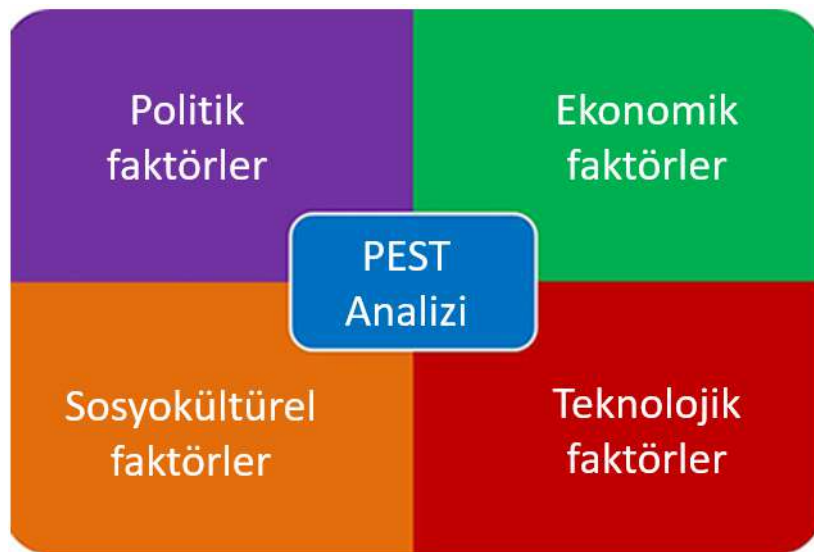 Politik
faktörler
Ekonomik
faktörler
PEST
Analizi
Sosyokültürel
faktörler
Teknolojik
faktörler